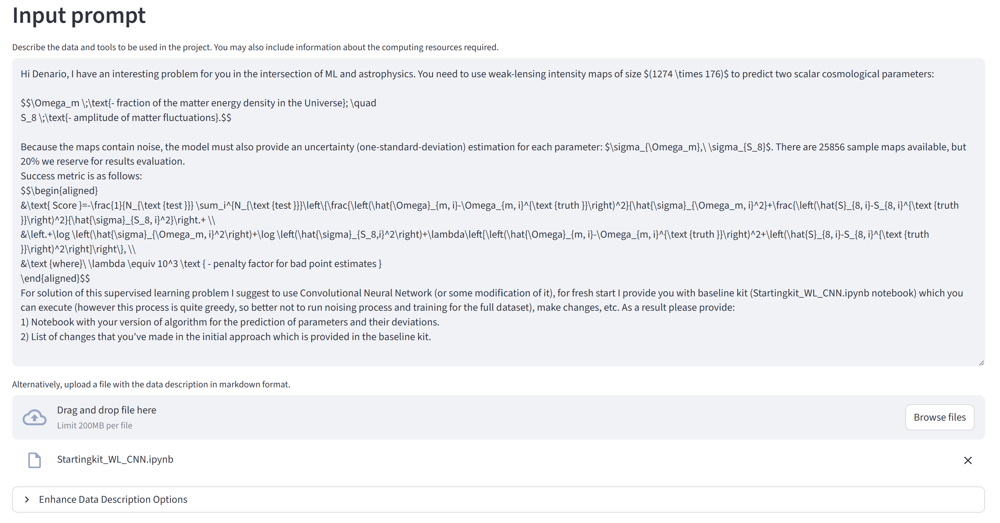 Input prompt
Describe the data and tools to be used in the project. You may also include information about the computing resources required.
Hi Denario, I have an interesting problem for you in the intersection of ML and astrophysics. You need to use weak-lensing intensity maps of size $(1274 \times 176)$ to predict two scalar cosmological parameters:
$$\Omega_m \;\text{- fraction of the matter energy density in the Universe}; \quad
S_8 \;\text{- amplitude of matter fluctuations}.$$
Because the maps contain noise, the model must also provide an uncertainty (one-standard-deviation) estimation for each parameter: $\sigma_{\Omega_m},\ \sigma_{S_8}$. There are 25856 sample maps available, but
20% we reserve for results evaluation.
Success metric is as follows:
$$\begin{aligned}
&\text{ Score }=-\frac{1}{N_{\text {test }}} \sum_i^{N_{\text {test }}}\left\{\frac{\left(\hat{\Omega}_{m, i}-\Omega_{m, i}^{\text {truth }}\right)^2}{\hat{\sigma}_{\Omega_m, i}^2}+\frac{\left(\hat{S}_{8, i}-S_{8, i}^{\text {truth
}}\right)^2}{\hat{\sigma}_{S_8, i}^2}\right.+ \\
&\left.+\log \left(\hat{\sigma}_{\Omega_m, i}^2\right)+\log \left(\hat{\sigma}_{S_8,i}^2\right)+\lambda\left[\left(\hat{\Omega}_{m, i}-\Omega_{m, i}^{\text {truth }}\right)^2+\left(\hat{S}_{8, i}-S_{8, i}^{\text {truth
}}\right)^2\right]\right\}, \\
&\text {where}\ \lambda \equiv 10^3 \text { - penalty factor for bad point estimates }
\end{aligned}$$
For solution of this supervised learning problem I suggest to use Convolutional Neural Network (or some modification of it), for fresh start I provide you with baseline kit (Startingkit_WL_CNN.ipynb notebook) which you
can execute (however this process is quite greedy, so better not to run noising process and training for the full dataset), make changes, etc. As a result please provide:
1) Notebook with your version of algorithm for the prediction of parameters and their deviations.
2) List of changes that you've made in the initial approach which is provided in the baseline kit.
Alternatively, upload a file with the data description in markdown format.
Drag and drop file here
Limit 200MB per file
Browse files
Startingkit_WL_CNN.ipynb
Enhance Data Description Options